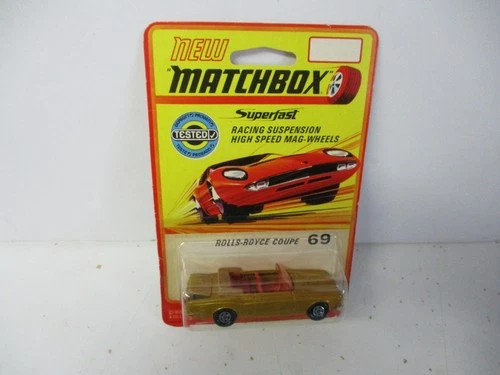 NEW
"MATCHBOX"
Superfast
RACING SUSPENSION
HIGH SPEED MAG-WHEELS
TESTED
ROLLS-ROYCE COUPE 69